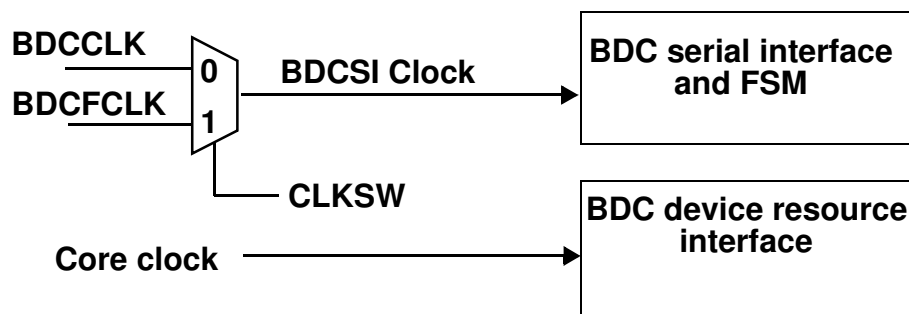 BDCCLK
0
BDCSI Clock
BDC serial interface
and FSM
BDCFCLK
1
CLKSW
BDC device resource
interface
Core clock